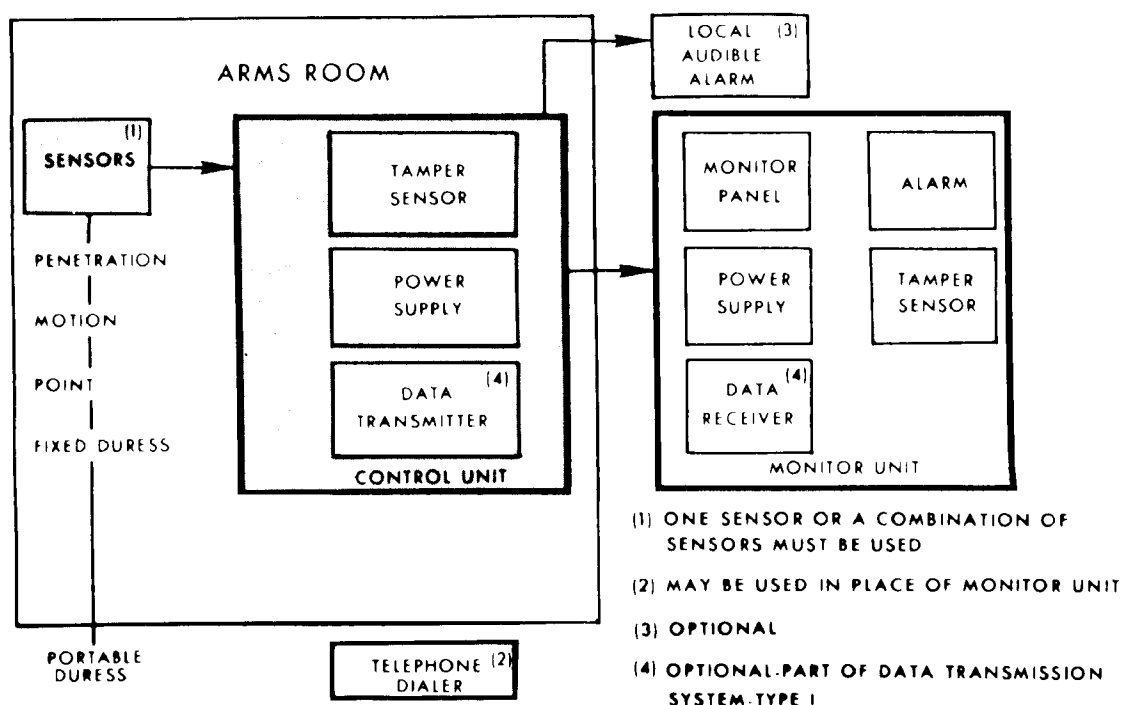 ARMS ROOM
(1)
SENSORS
PENETRATION
MOTION
POINT
FIXED DURESS
PORTABLE
DURESS
TAMPER
SENSOR
POWER
SUPPLY
(4)
DATA
TRANSMITTER
CONTROL UNIT
LOCAL (3)
AUDIBLE
ALARM
MONITOR
PANEL
ALARM
POWER
SUPPLY
TAMPER
SENSOR
DATA (4)
RECEIVER
MONITOR UNIT
TELEPHONE (2)
DIALER
(1) ONE SENSOR OR A COMBINATION OF
SENSORS MUST BE USED
(2) MAY BE USED IN PLACE OF MONITOR UNIT
(3) OPTIONAL
(4) OPTIONAL-PART OF DATA TRANSMISSION
SYSTEM-TYPE I